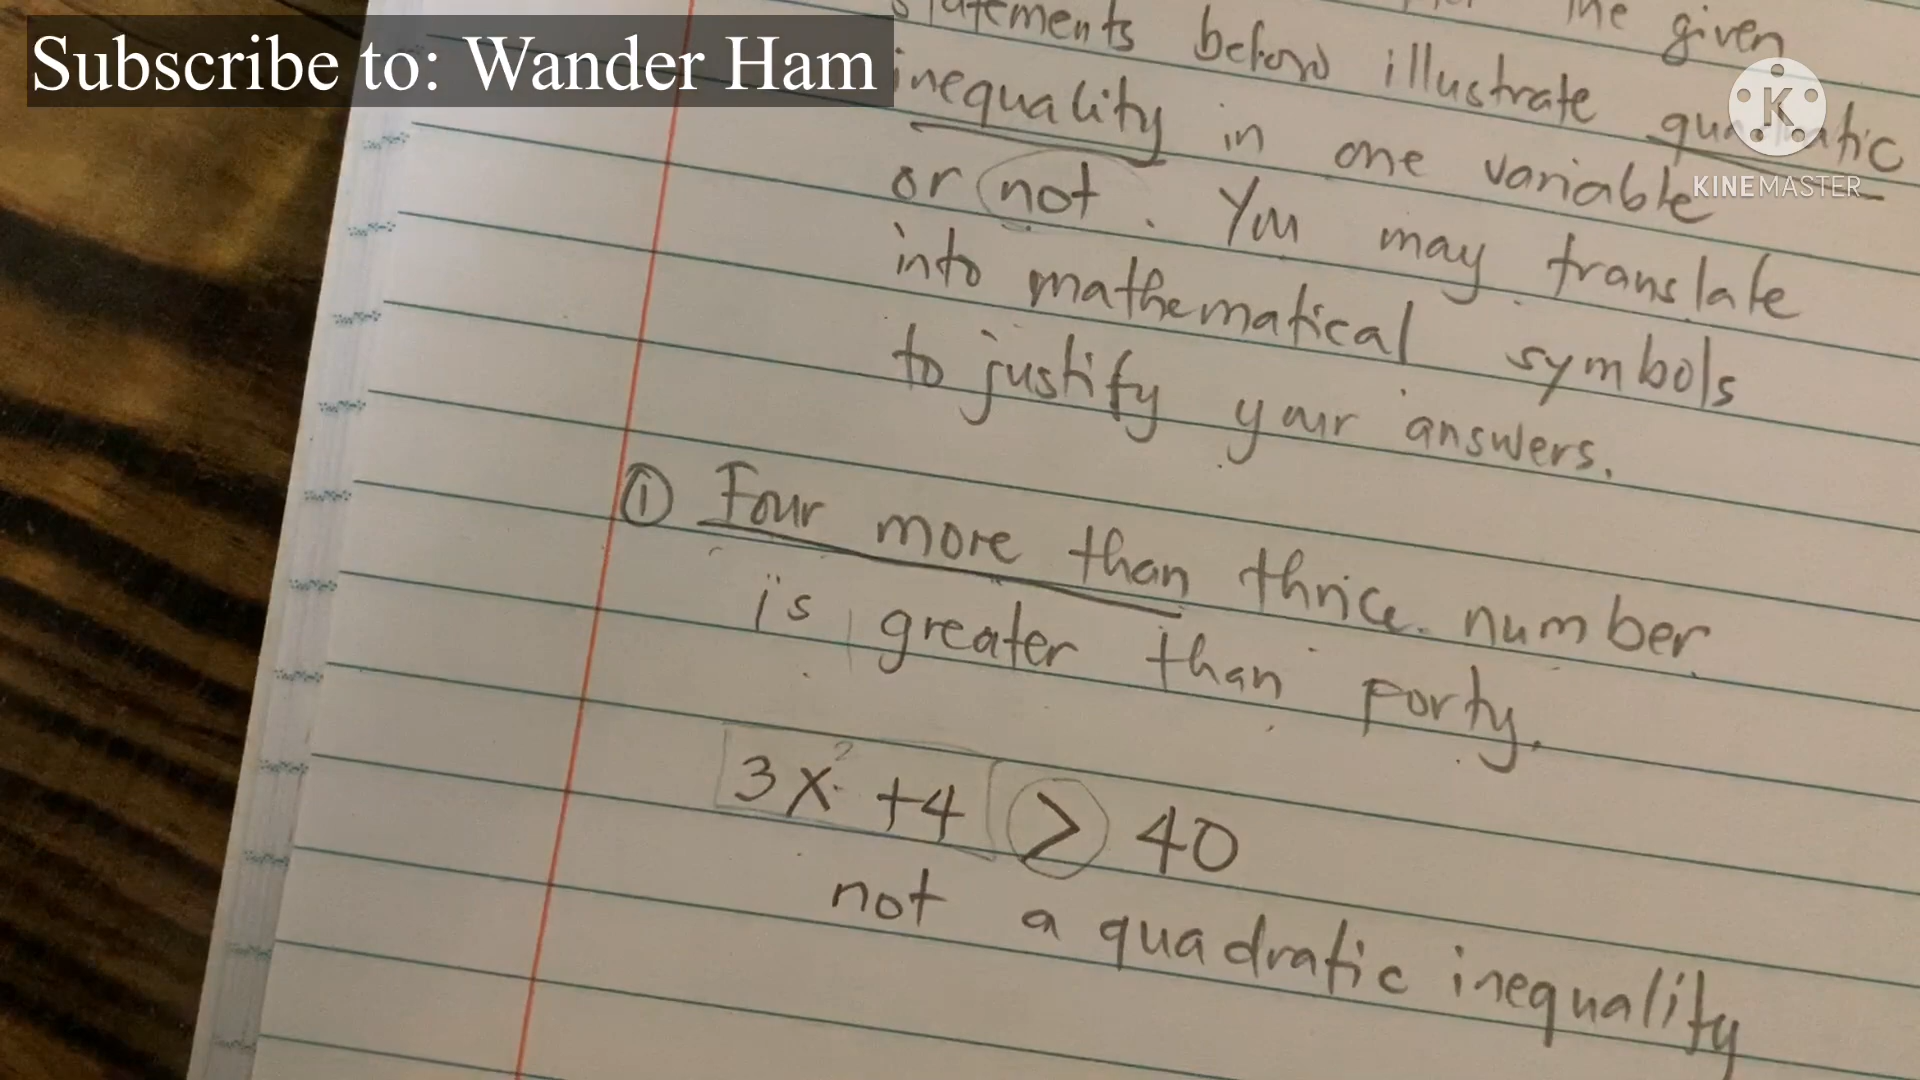 Subscribe to: Wander Ham
the given
statements before illustrate quadratic
inequality in one variable
or not. You may translate
into mathematical symbols
to justify your answers.
① Four more than thrice number
is greater than forty.
3x² +4 > 40
not a quadratic inequality
K
KINEMASTER